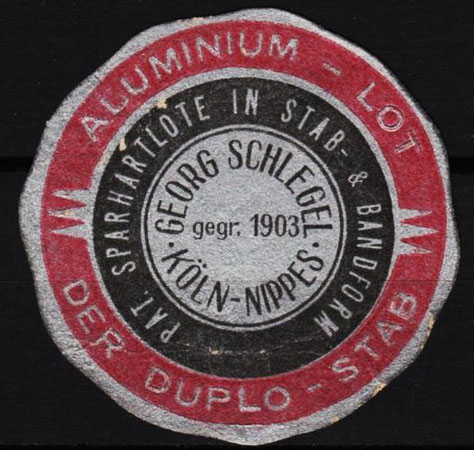 ALUMINIUM - LOT
DER DUPLO - STAB
PAT. SPARHARTLOTE IN STAB- & BANDFORM
GEORG SCHLEGEL
gegr. 1903
· KÖLN-NIPPES ·